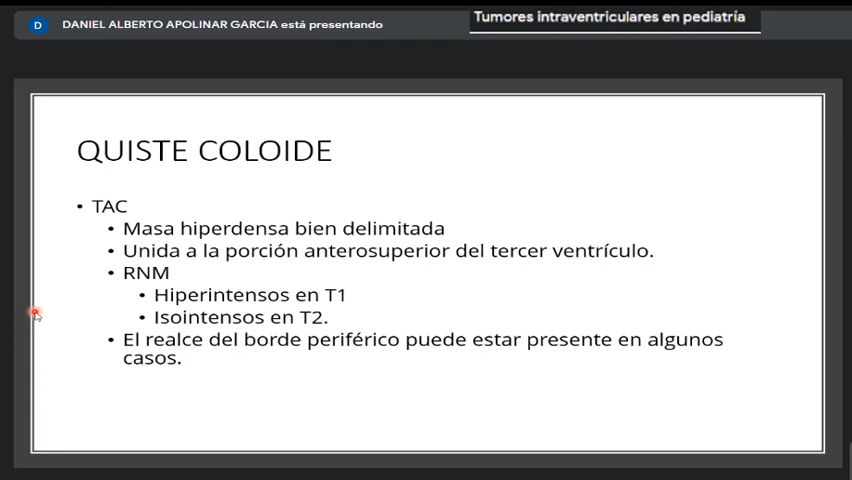 D DANIEL ALBERTO APOLINAR GARCIA está presentando
Tumores intraventriculares en pediatría
QUISTE COLOIDE
• TAC
• Masa hiperdensa bien delimitada
• Unida a la porción anterosuperior del tercer ventrículo.
• RNM
• Hiperintensos en T1
• Isointensos en T2.
• El realce del borde periférico puede estar presente en algunos
casos.